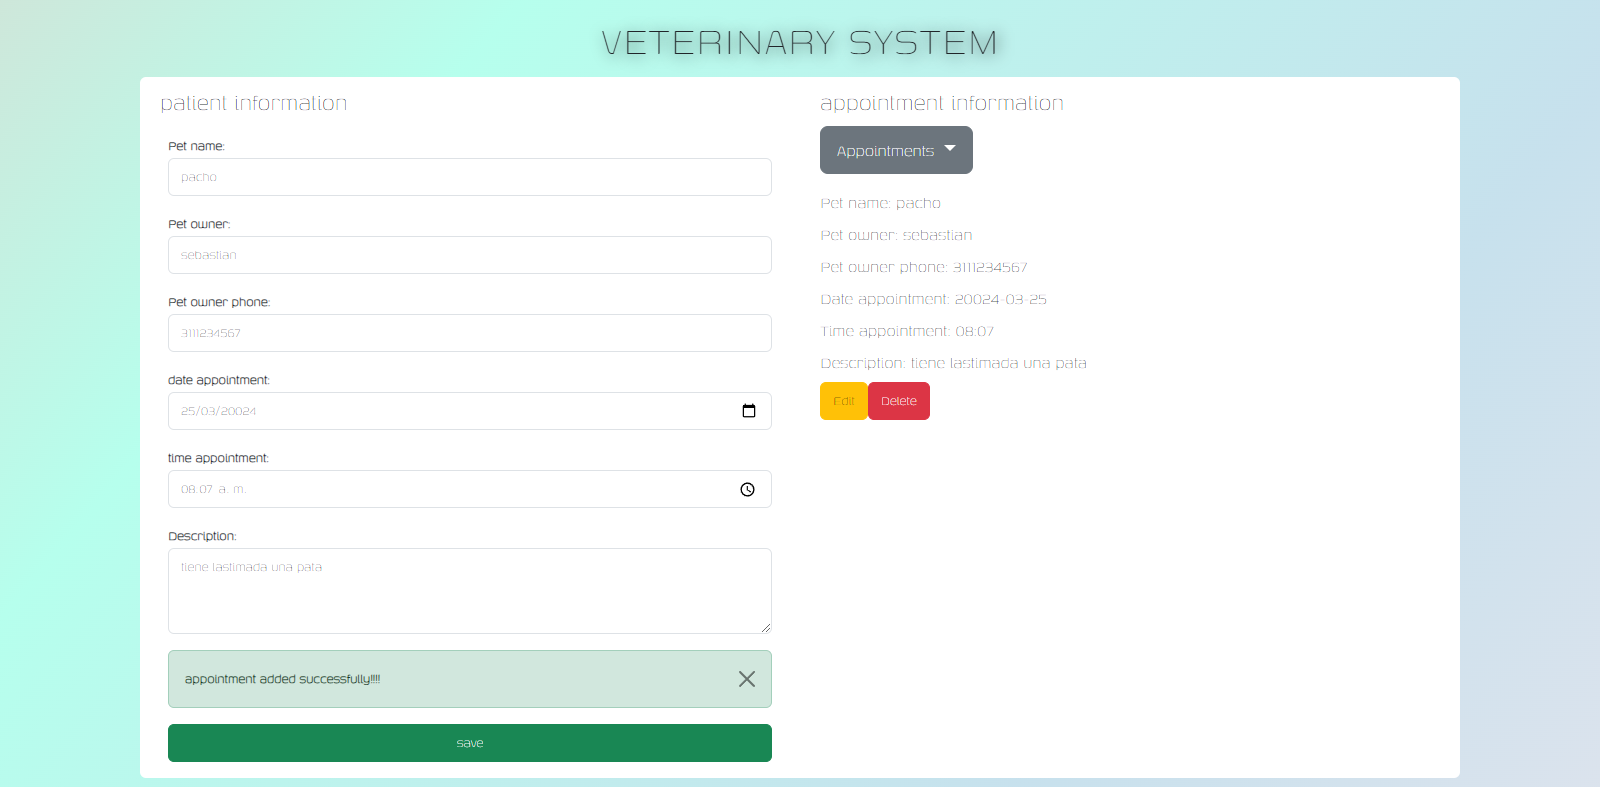 VETERINARY SYSTEM
patient information
Pet name:
pacho
Pet owner:
sebastian
Pet owner phone:
3111234567
date appointment:
25/03/20024
time appointment:
08:07 a. m.
Description:
tiene lastimada una pata
appointment added successfully!!!!
save
appointment information
Appointments
Pet name: pacho
Pet owner: sebastian
Pet owner phone: 3111234567
Date appointment: 20024-03-25
Time appointment: 08:07
Description: tiene lastimada una pata
Edit Delete